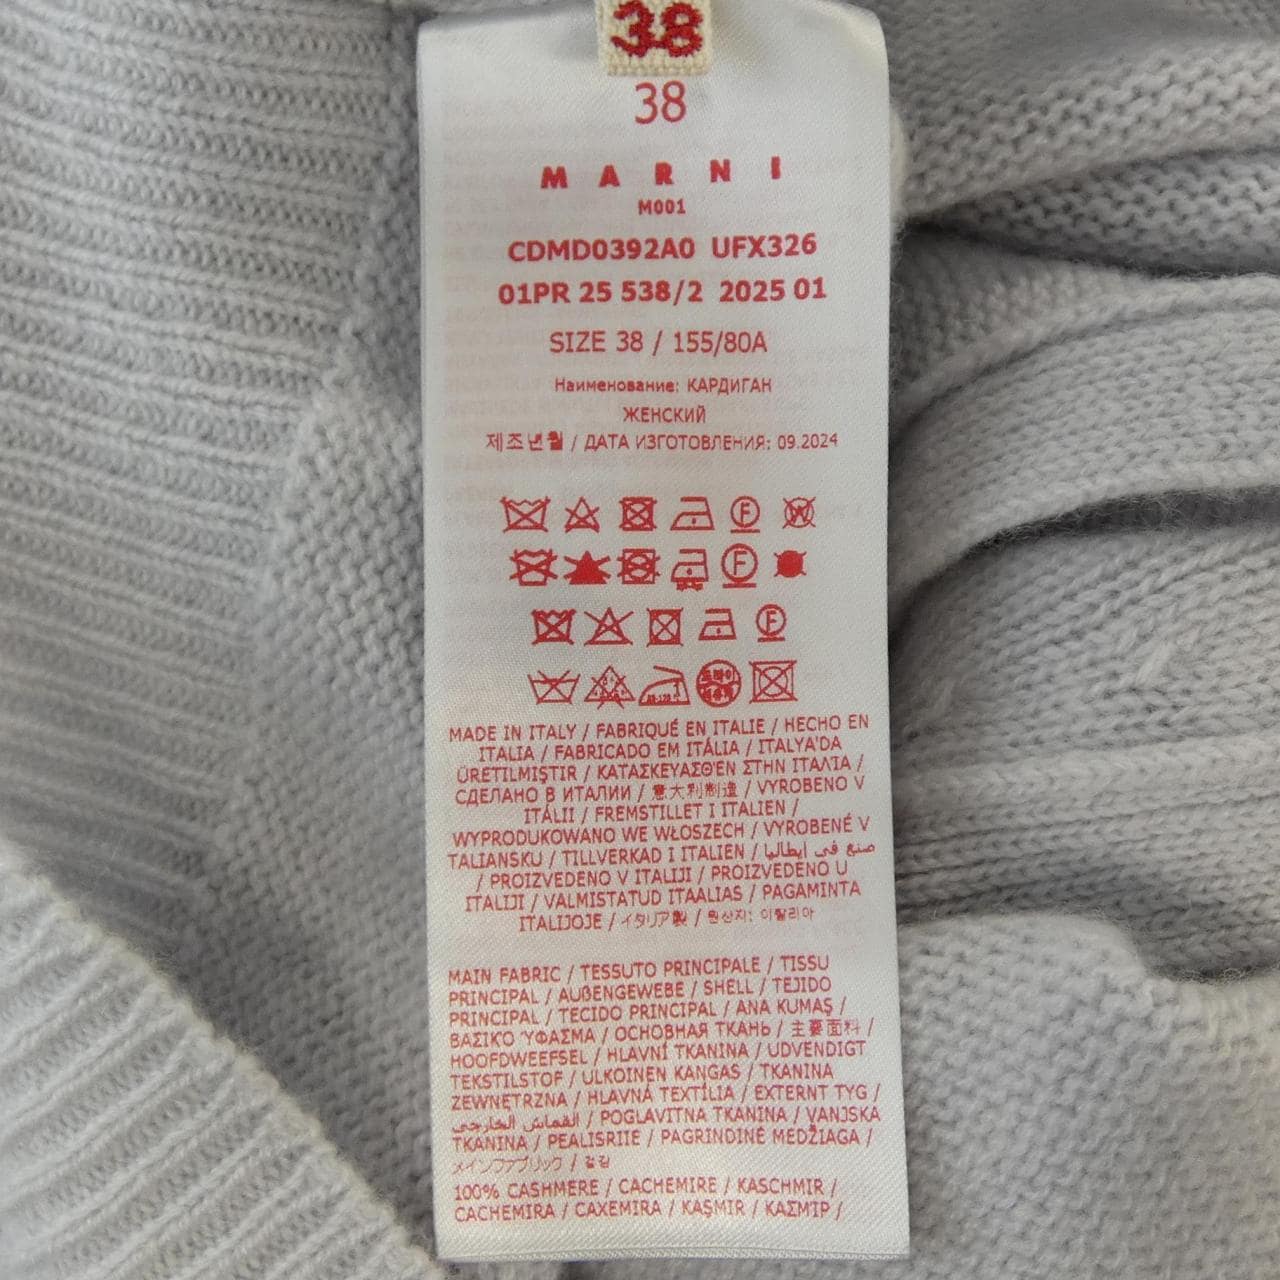 38
38
MARNI
M001
CDMD0392A0 UFX326
01PR 25 538/2 2025 01
SIZE 38 / 155/80A
Наименование: КАРДИГАН
ЖЕНСКИЙ
제조년월 / ДАТА ИЗГОТОВЛЕНИЯ: 09.2024
F W
F
F
MADE IN ITALY / FABRIQUÉ EN ITALIE / HECHO EN
ITALIA / FABRICADO EM ITÁLIA / ITALYA'DA
ÜRETILMIŞTIR / ΚΑΤΑΣΚΕΥΑΣΘ'ΕΝ ΣΤΗΝ ΙΤΑΛ'ΙΑ /
СДЕЛАНО В ИТАЛИИ / 意大利制造 / VYROBENO V
ITÁLII / FREMSTILLET I ITALIEN /
WYPRODUKOWANO WE WŁOSZECH / VYROBENÉ V
TALIANSKU / TILLVERKAD I ITALIEN / صنع في ايطاليا
/ PROIZVEDENO V ITALIJI / PROIZVEDENO U
ITALIJI / VALMISTATUD ITAALIAS / PAGAMINTA
ITALIJOJE / イタリア製 / 원산지: 이탈리아
MAIN FABRIC / TESSUTO PRINCIPALE / TISSU
PRINCIPAL / AUßENGEWEBE / SHELL / TEJIDO
PRINCIPAL / TECIDO PRINCIPAL / ANA KUMAŞ /
ΒΑΣΙΚΟ ΎΦΑΣΜΑ / ОСНОВНАЯ ТКАНЬ / 主要面料 /
HOOFDWEEFSEL / HLAVNÍ TKANINA / UDVENDIGT
TEKSTILSTOF / ULKOINEN KANGAS / TKANINA
ZEWNĘTRZNA / HLAVNÁ TEXTÍLIA / EXTERNT TYG /
القماش الخارجي / POGLAVITNA TKANINA / VANJSKA
TKANINA / PEALISRIIE / PAGRINDINĖ MEDŽIAGA /
メインファブリック / 겉감
100% CASHMERE / CACHEMIRE / KASCHMIR /
CACHEMIRA / CAXEMIRA / KAŞMIR / ΚΑΣΜΊΡ /